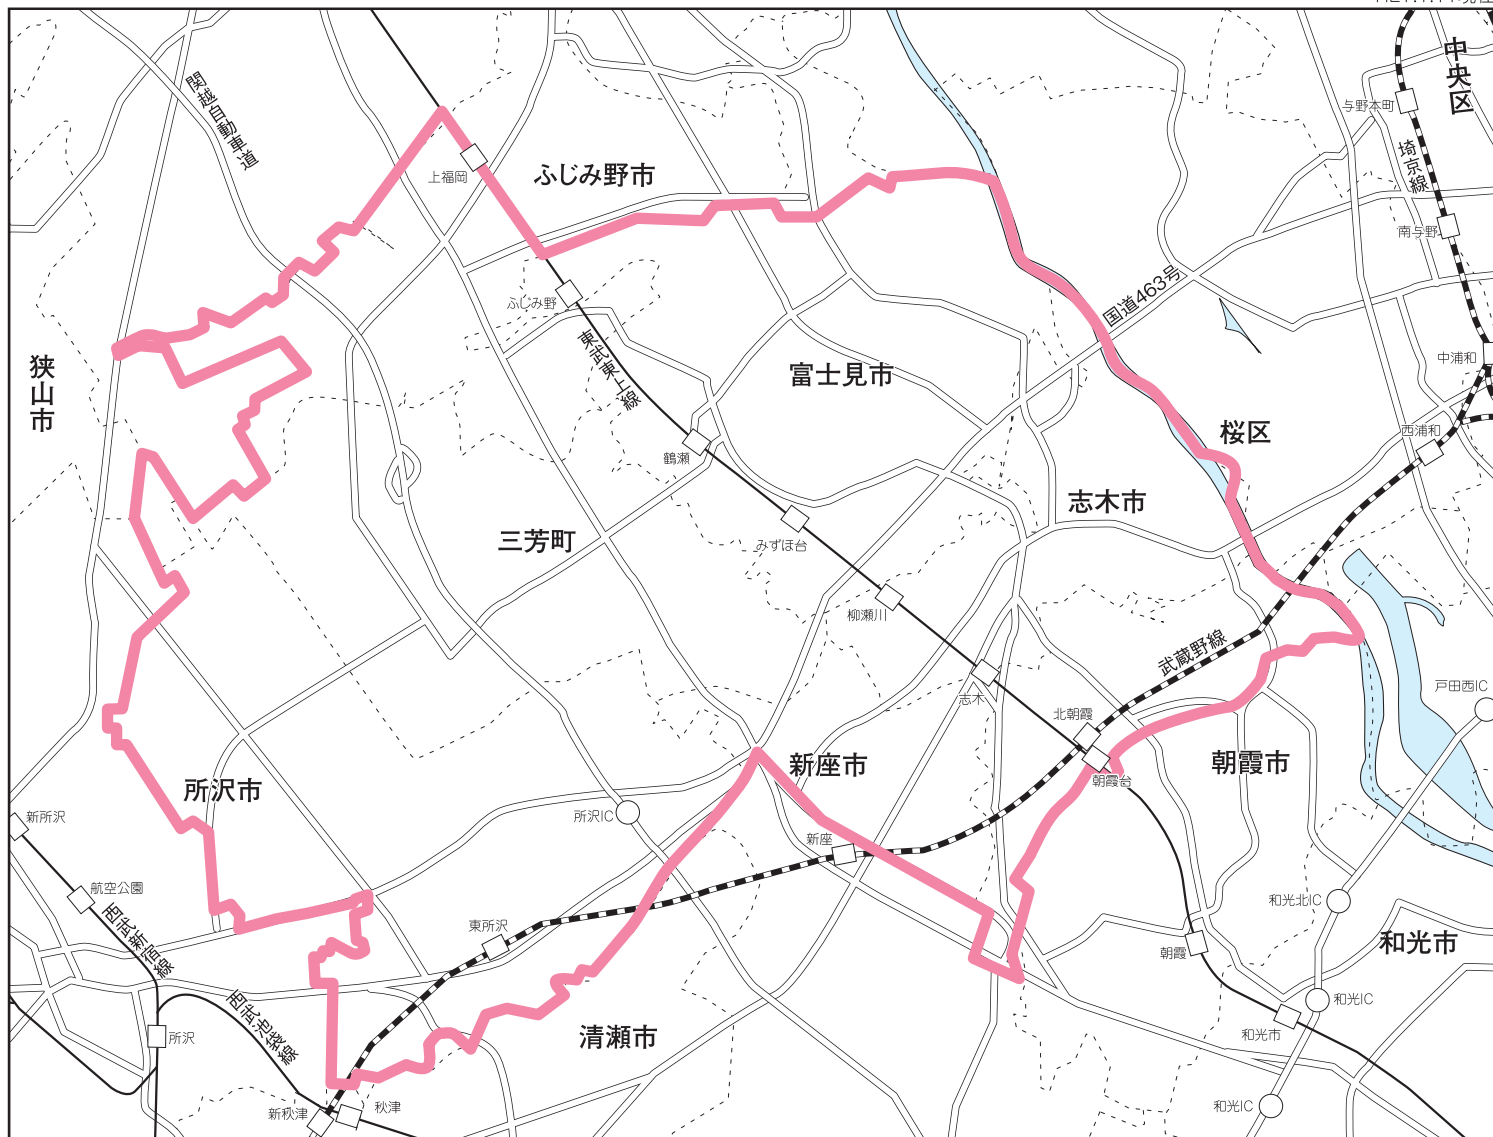 中央区
与野本町
関越自動車道
埼京線
上福岡
ふじみ野市
南与野
国道463号
ふじみ野
東武東上線
中浦和
狭山市
富士見市
桜区
西浦和
鶴瀬
志木市
三芳町
みずほ台
柳瀬川
武蔵野線
志木
戸田西IC
北朝霞
新座市
朝霞市
朝霞台
所沢市
新所沢
所沢IC
新座
航空公園
和光北IC
西武新宿線
東所沢
朝霞
和光市
西武池袋線
和光IC
所沢
清瀬市
和光市
新秋津
秋津
和光IC